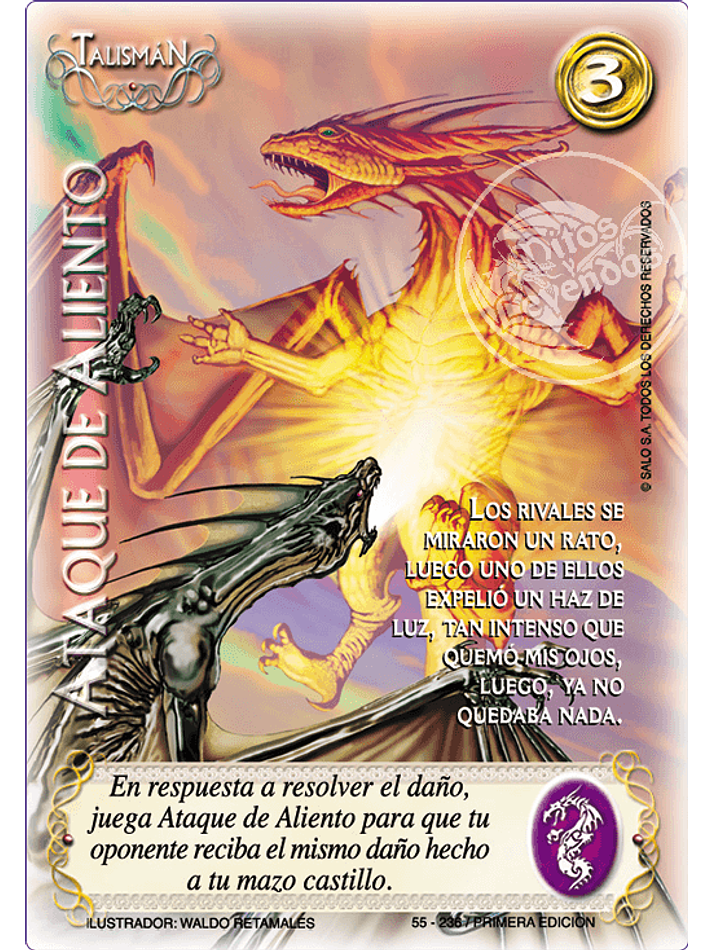 Talismán
3
Ataque de Aliento
Mitos
y
Leyendas
© SALO S.A. TODOS LOS DERECHOS RESERVADOS
Los rivales se
miraron un rato,
luego uno de ellos
expelió un haz de
luz, tan intenso que
quemó mis ojos,
luego, ya no
quedaba nada.
En respuesta a resolver el daño,
juega Ataque de Aliento para que tu
oponente reciba el mismo daño hecho
a tu mazo castillo.
ILUSTRADOR: WALDO RETAMALES
55 - 236 / PRIMERA EDICIÓN